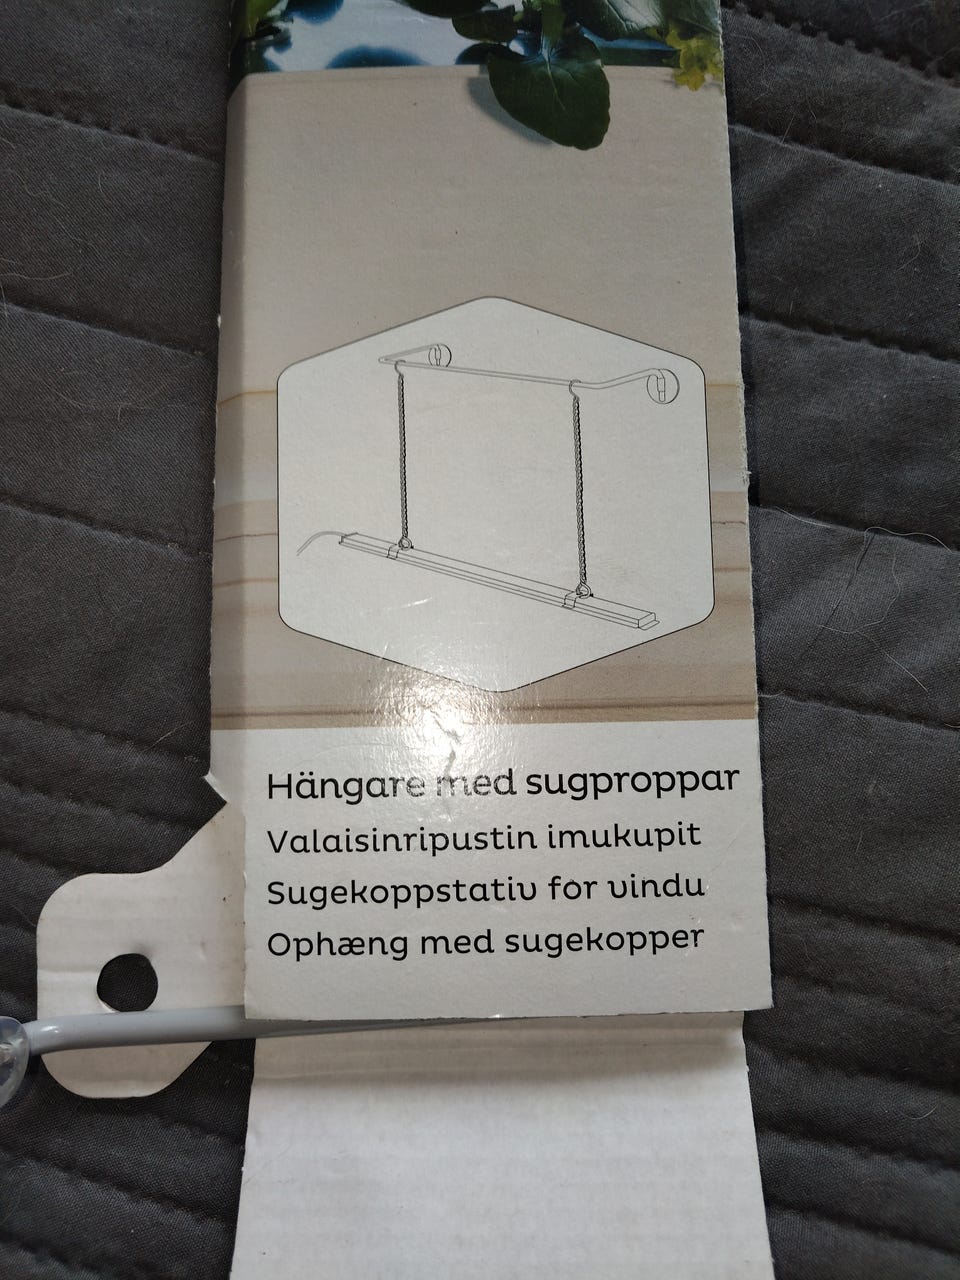 Hängare med sugproppar
Valaisinripustin imukupit
Sugekoppstativ for vindu
Ophæng med sugekopper